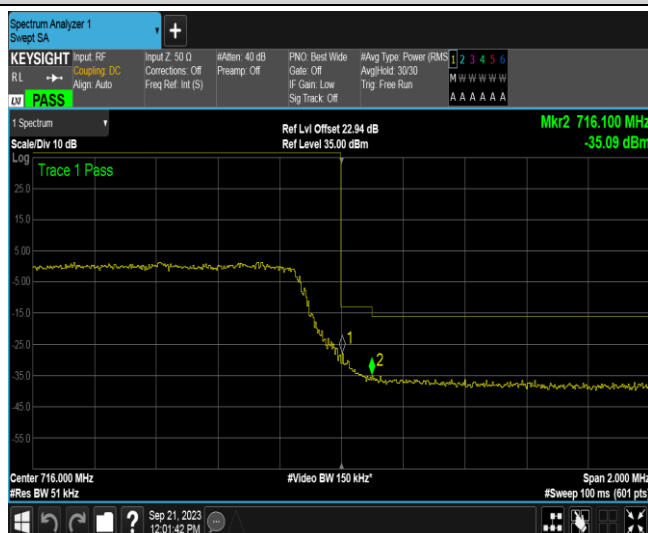 Spectrum Analyzer 1
Swept SA
KEYSIGHT
RL
Input: RF
Coupling: DC
Align: Auto
Input Z: 50 Ω
Corrections: Off
Freq Ref: Int (S)
#Atten: 40 dB
Preamp: Off
PNO: Best Wide
Gate: Off
IF Gain: Low
Sig Track: Off
#Avg Type: Power (RMS
Avg|Hold: 30/30
Trig: Free Run
1 2 3 4 5 6
M W W W W W
A A A A A A
LXI PASS
1 Spectrum
Scale/Div 10 dB
Ref Lvl Offset 22.94 dB
Ref Level 35.00 dBm
Mkr2 716.100 MHz
-35.09 dBm
Log
Trace 1 Pass
25.0
15.0
5.00
-5.00
-15.0
-25.0
-35.0
-45.0
-55.0
1
2
Center 716.000 MHz
#Res BW 51 kHz
#Video BW 150 kHz*
Span 2.000 MHz
#Sweep 100 ms (601 pts)
Sep 21, 2023
12:01:42 PM